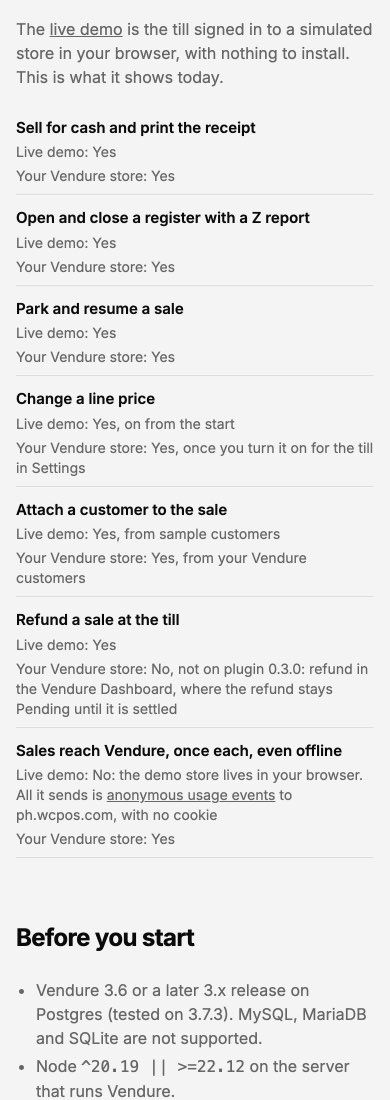 The live demo is the till signed in to a simulated
store in your browser, with nothing to install.
This is what it shows today.
Sell for cash and print the receipt
Live demo: Yes
Your Vendure store: Yes
Open and close a register with a Z report
Live demo: Yes
Your Vendure store: Yes
Park and resume a sale
Live demo: Yes
Your Vendure store: Yes
Change a line price
Live demo: Yes, on from the start
Your Vendure store: Yes, once you turn it on for the till
in Settings
Attach a customer to the sale
Live demo: Yes, from sample customers
Your Vendure store: Yes, from your Vendure
customers
Refund a sale at the till
Live demo: Yes
Your Vendure store: No, not on plugin 0.3.0: refund in
the Vendure Dashboard, where the refund stays
Pending until it is settled
Sales reach Vendure, once each, even offline
Live demo: No: the demo store lives in your browser.
All it sends is anonymous usage events to
ph.wcpos.com, with no cookie
Your Vendure store: Yes
Before you start
• Vendure 3.6 or a later 3.x release on
Postgres (tested on 3.7.3). MySQL, MariaDB
and SQLite are not supported.
• Node ^20.19 || >=22.12 on the server
that runs Vendure.